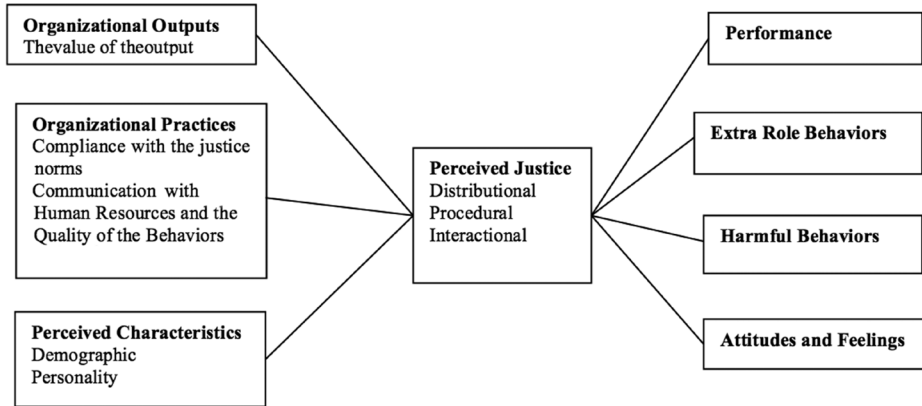 Organizational Outputs
Thevalue of theoutput
Organizational Practices
Compliance with the justice
norms
Communication with
Human Resources and the
Quality of the Behaviors
Perceived Characteristics
Demographic
Personality
Perceived Justice
Distributional
Procedural
Interactional
Performance
Extra Role Behaviors
Harmful Behaviors
Attitudes and Feelings